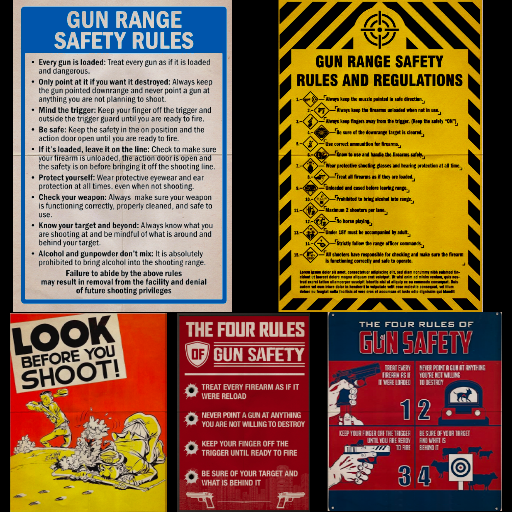 GUN RANGE
SAFETY RULES
• Every gun is loaded: Treat every gun as if it is loaded
and dangerous.
• Only point at it if you want it destroyed: Always keep
the gun pointed downrange and never point a gun at
anything you are not planning to shoot.
• Mind the trigger: Keep your finger off the trigger and
outside the trigger guard until you are ready to fire.
• Be safe: Keep the safety in the on position and the
action door open until you are ready to fire.
• If it's loaded, leave it on the line: Check to make sure
your firearm is unloaded, the action door is open and
the safety is on before bringing it off the shooting line.
• Protect yourself: Wear protective eyewear and ear
protection at all times, even when not shooting.
• Check your weapon: Always make sure your weapon
is functioning correctly, properly cleaned, and safe to
use.
• Know your target and beyond: Always know what you
are shooting at and be mindful of what is around and
behind your target.
• Alcohol and gunpowder don't mix: It is absolutely
prohibited to bring alcohol into the shooting range.
Failure to abide by the above rules
may result in removal from the facility and denial
of future shooting privileges
GUN RANGE SAFETY
RULES AND REGULATIONS
Always keep the muzzle pointed in safe direction.
Always keep the firearm unloaded when not in use.
Always keep fingers away from trigger. (Keep the safety "ON")
Be sure of the downrange target is cleared.
Use correct ammunition for firearms.
Know to use and handle the firearms safely.
Wear protective shooting glasses and hearing protection at all time.
Treat all firearms as if they are loaded.
Unloaded and cased before leaving range.
Prohibited to bring alcohol into range.
Maximum 2 shooters per lane.
No horse playing.
Under 18Y must be accompanied by adult.
Strictly follow the range officer commands.
All shooters have responsible for checking and make sure the firearm
is functioning correctly and safe to operate.
LOOK
BEFORE YOU
SHOOT!
THE FOUR RULES
OF GUN SAFETY
TREAT EVERY FIREARM AS IF IT
WERE RELOAD
NEVER POINT A GUN AT ANYTHING
YOU ARE NOT WILLING TO DESTROY
KEEP YOUR FINGER OFF THE
TRIGGER UNTIL READY TO FIRE
BE SURE OF YOUR TARGET AND
WHAT IS BEHIND IT
THE FOUR RULES OF
GUN SAFETY
TREAT EVERY
FIREARM AS IF
IT WERE LOADED
1
NEVER POINT A GUN AT ANYTHING
YOU'RE NOT WILLING
TO DESTROY
2
KEEP YOUR FINGER OFF THE TRIGGER
UNTIL YOU ARE READY
TO FIRE
3
BE SURE OF YOUR TARGET
AND WHAT IS
BEHIND IT
4